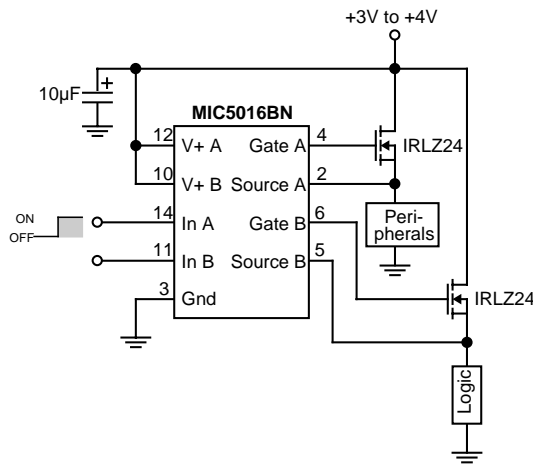 +3V to +4V
10µF
+
MIC5016BN
12 V+ A Gate A 4
IRLZ24
10 V+ B Source A 2
14 In A Gate B 6
ON
OFF
Peri-
pherals
11 In B Source B 5
3 Gnd
IRLZ24
Logic